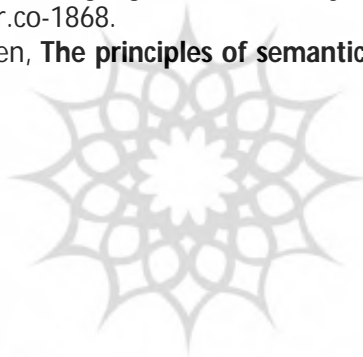 r.co-1868.
en, The principles of semantic